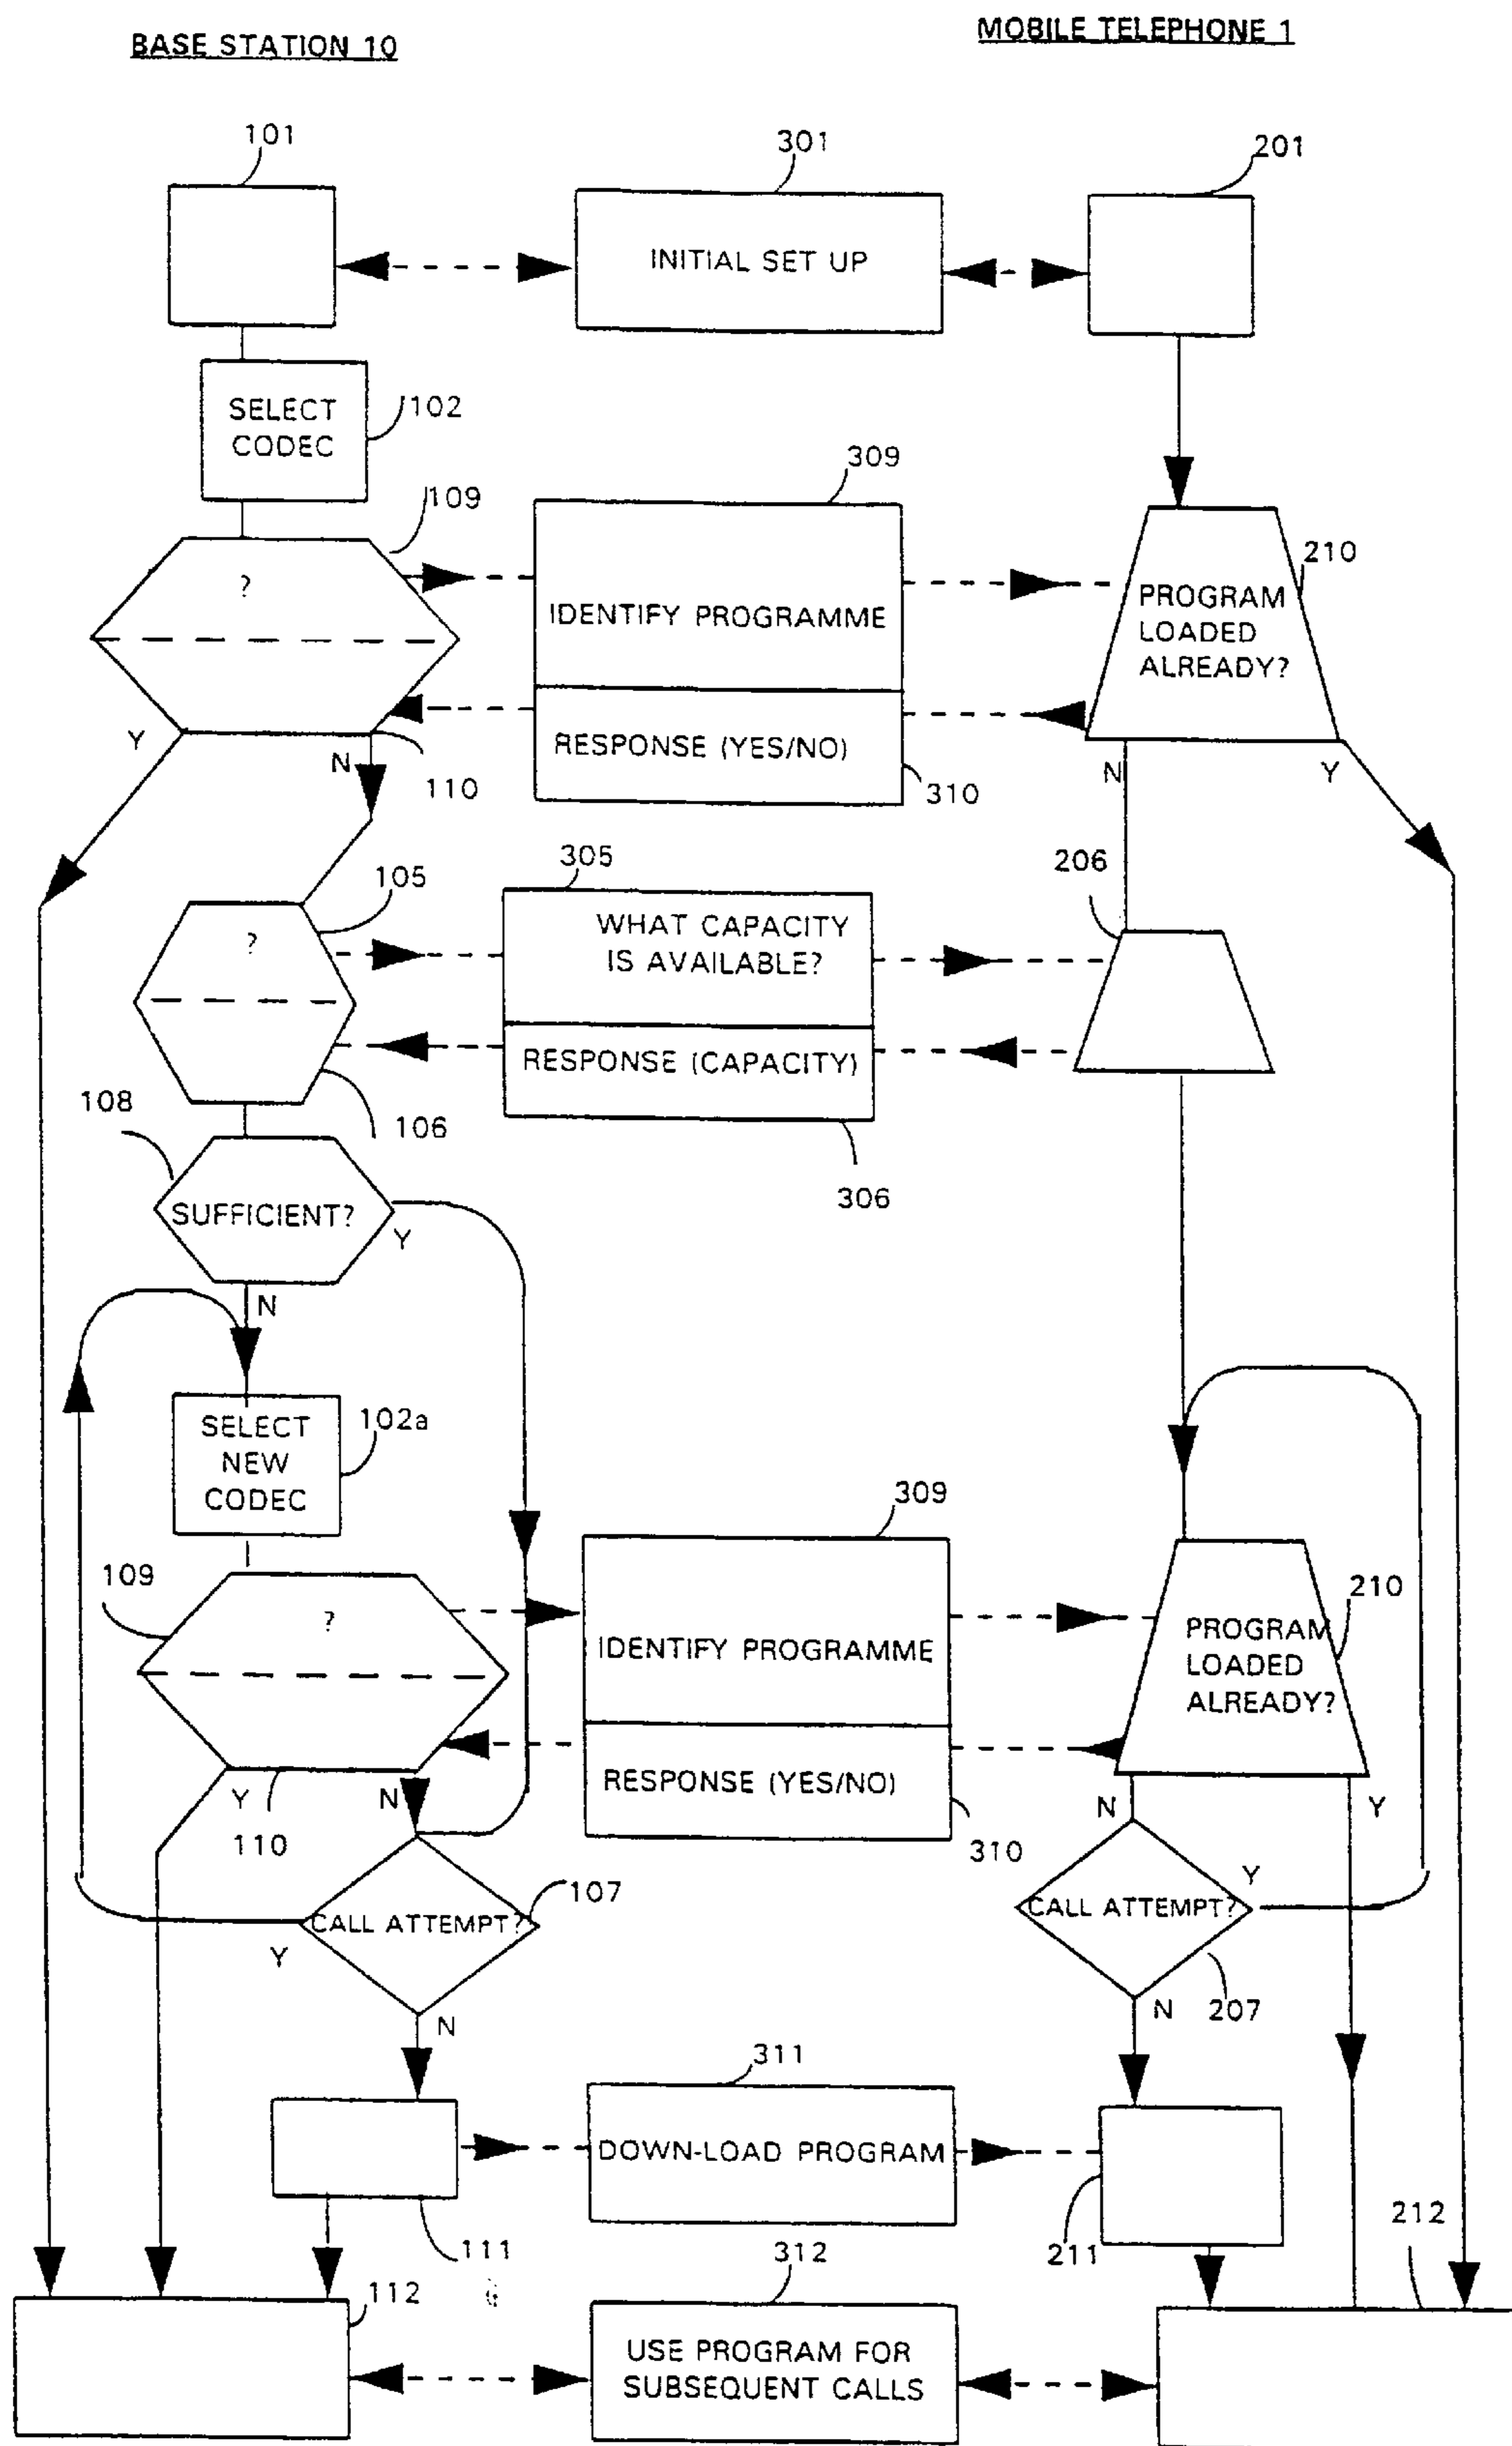 BASE STATION 10
MOBILE TELEPHONE 1
101
301
201
INITIAL SET UP
SELECT
CODEC
102
109
309
?
IDENTIFY PROGRAMME
210
PROGRAM
LOADED
ALREADY?
RESPONSE (YES/NO)
Y
N
110
310
N
Y
105
305
206
?
WHAT CAPACITY
IS AVAILABLE?
RESPONSE (CAPACITY)
108
106
306
SUFFICIENT?
Y
N
SELECT
NEW
CODEC
102a
309
109
?
IDENTIFY PROGRAMME
210
PROGRAM
LOADED
ALREADY?
RESPONSE (YES/NO)
Y
N
110
310
N
Y
CALL ATTEMPT?
107
Y
N
CALL ATTEMPT?
Y
N
207
311
DOWN-LOAD PROGRAM
111
211
212
112
312
USE PROGRAM FOR
SUBSEQUENT CALLS